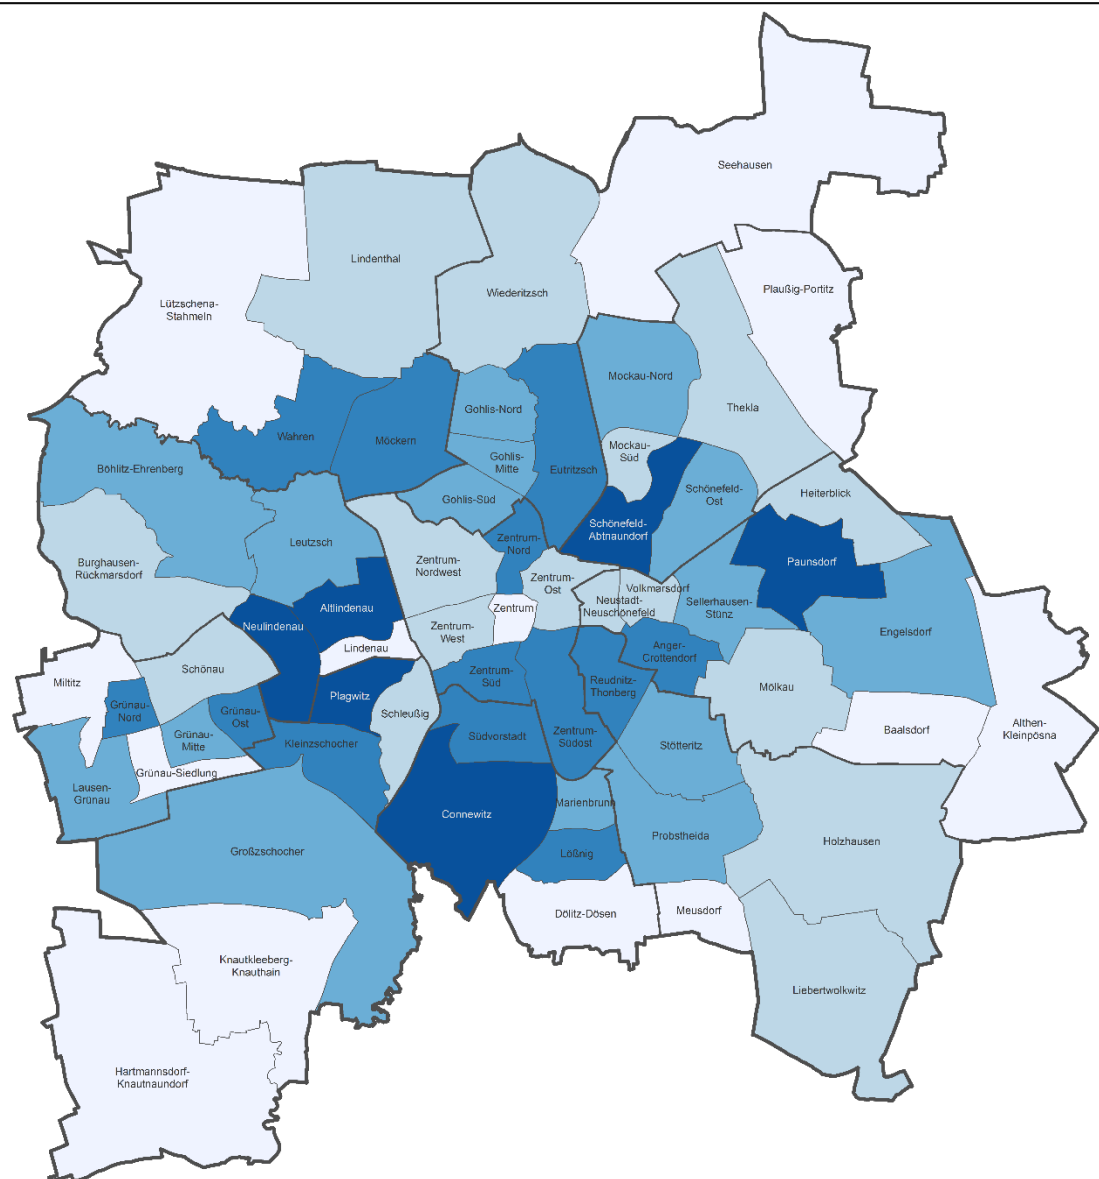 Seehausen
Lindenthal
Plaußig-Portitz
Wiederitzsch
Lützschena-
Stahmeln
Mockau-Nord
Thekla
Gohlis-Nord
Wahren
Möckern
Mockau-
Süd
Gohlis-
Mitte
Böhlitz-Ehrenberg
Eutritzsch
Schönefeld-
Ost
Heiterblick
Gohlis-Süd
Schönefeld-
Abtnaundorf
Zentrum-
Nord
Leutzsch
Zentrum-
Nordwest
Paunsdorf
Burghausen-
Rückmarsdorf
Zentrum-
Ost
Volkmarsdorf
Neustadt-
Neuschönefeld
Sellerhausen-
Stünz
Altlindenau
Zentrum
Neulindenau
Zentrum-
West
Engelsdorf
Lindenau
Anger-
Crottendorf
Schönau
Zentrum-
Süd
Reudnitz-
Thonberg
Miltitz
Mölkau
Plagwitz
Grünau-
Nord
Grünau-
Ost
Schleußig
Althen-
Kleinpösna
Baalsdorf
Grünau-
Mitte
Kleinzschocher
Südvorstadt
Zentrum-
Südost
Stötteritz
Grünau-Siedlung
Lausen-
Grünau
Marienbrunn
Connewitz
Probstheida
Holzhausen
Großzschocher
Lößnig
Dölitz-Dösen
Meusdorf
Knautkleeberg-
Knauthain
Liebertwolkwitz
Hartmannsdorf-
Knautnaundorf